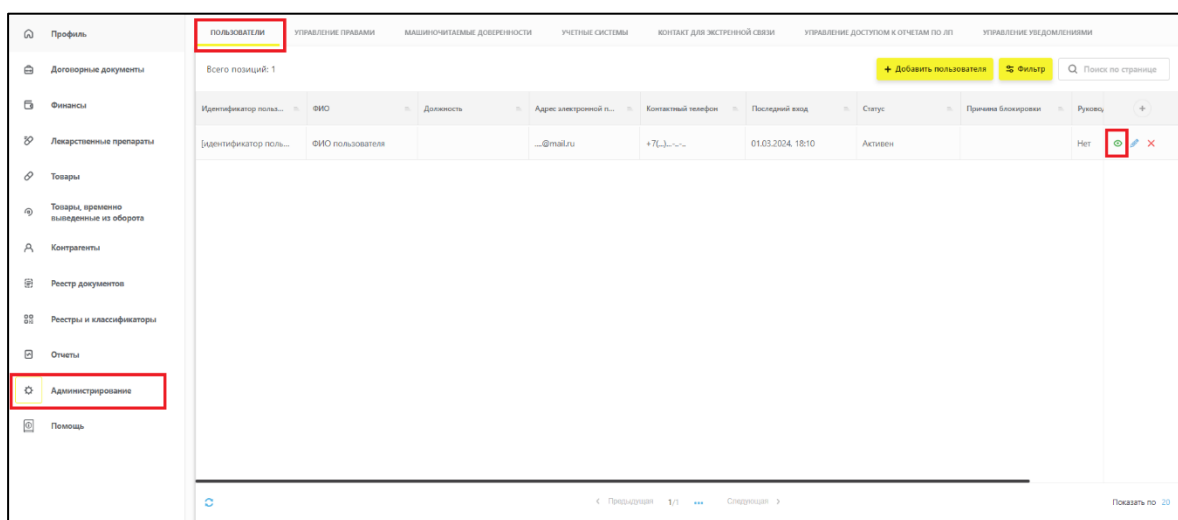 Профиль
Договорные документы
Финансы
Лекарственные препараты
Товары
Товары, временно
выведенные из оборота
Контрагенты
Реестр документов
Реестры и классификаторы
Отчеты
Администрирование
Помощь
ПОЛЬЗОВАТЕЛИ УПРАВЛЕНИЕ ПРАВАМИ МАШИНОЧИТАЕМЫЕ ДОВЕРЕННОСТИ УЧЕТНЫЕ СИСТЕМЫ КОНТАКТ ДЛЯ ЭКСТРЕННОЙ СВЯЗИ УПРАВЛЕНИЕ ДОСТУПОМ К ОТЧЕТАМ ПО ЛП УПРАВЛЕНИЕ УВЕДОМЛЕНИЯМИ
Всего позиций: 1 + Добавить пользователя Фильтр Поиск по странице
Идентификатор польз... ФИО Должность Адрес электронной п... Контактный телефон Последний вход Статус Причина блокировки Руковод
[идентификатор поль... ФИО пользователя ....@mail.ru +7(...)...-..-.. 01.03.2024, 18:10 Активен Нет
< Предыдущая 1/1 ... Следующая > Показать по 20